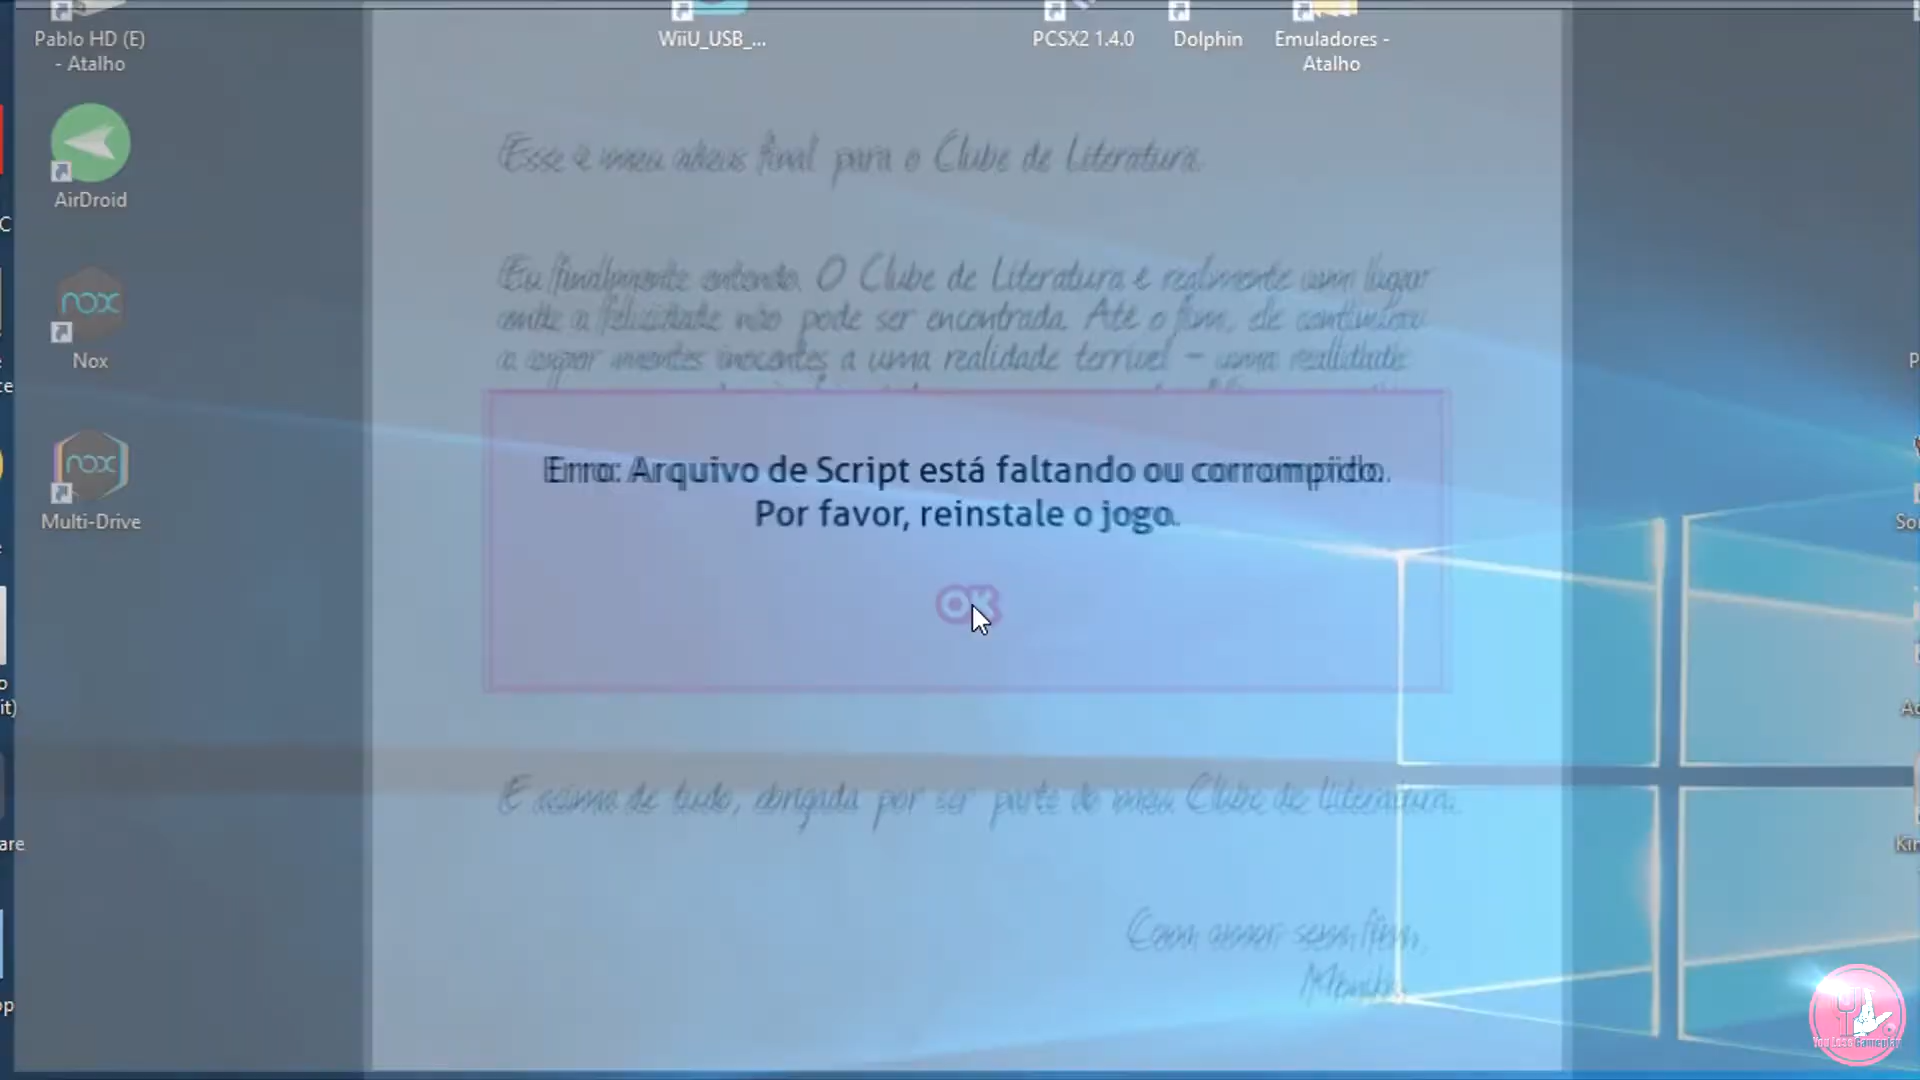 Pablo HD (E)
- Atalho
WiiU_USB_...
PCSX2 1.4.0
Dolphin
Emuladores -
Atalho
AirDroid
Nox
Multi-Drive
Esse é meu adeus final para o Clube de Literatura.
Eu finalmente entendo. O Clube de Literatura é realmente um lugar
onde a felicidade não pode ser encontrada. Até o fim, ele continuou
a expor mentes inocentes a uma realidade terrível – uma realidade
Erro: Arquivo de Script está faltando ou corrompido.
Por favor, reinstale o jogo.
OK
E acima de tudo, obrigada por ser parte do meu Clube de Literatura.
Com amor sem fim,
Monika
You Lose Gameplay